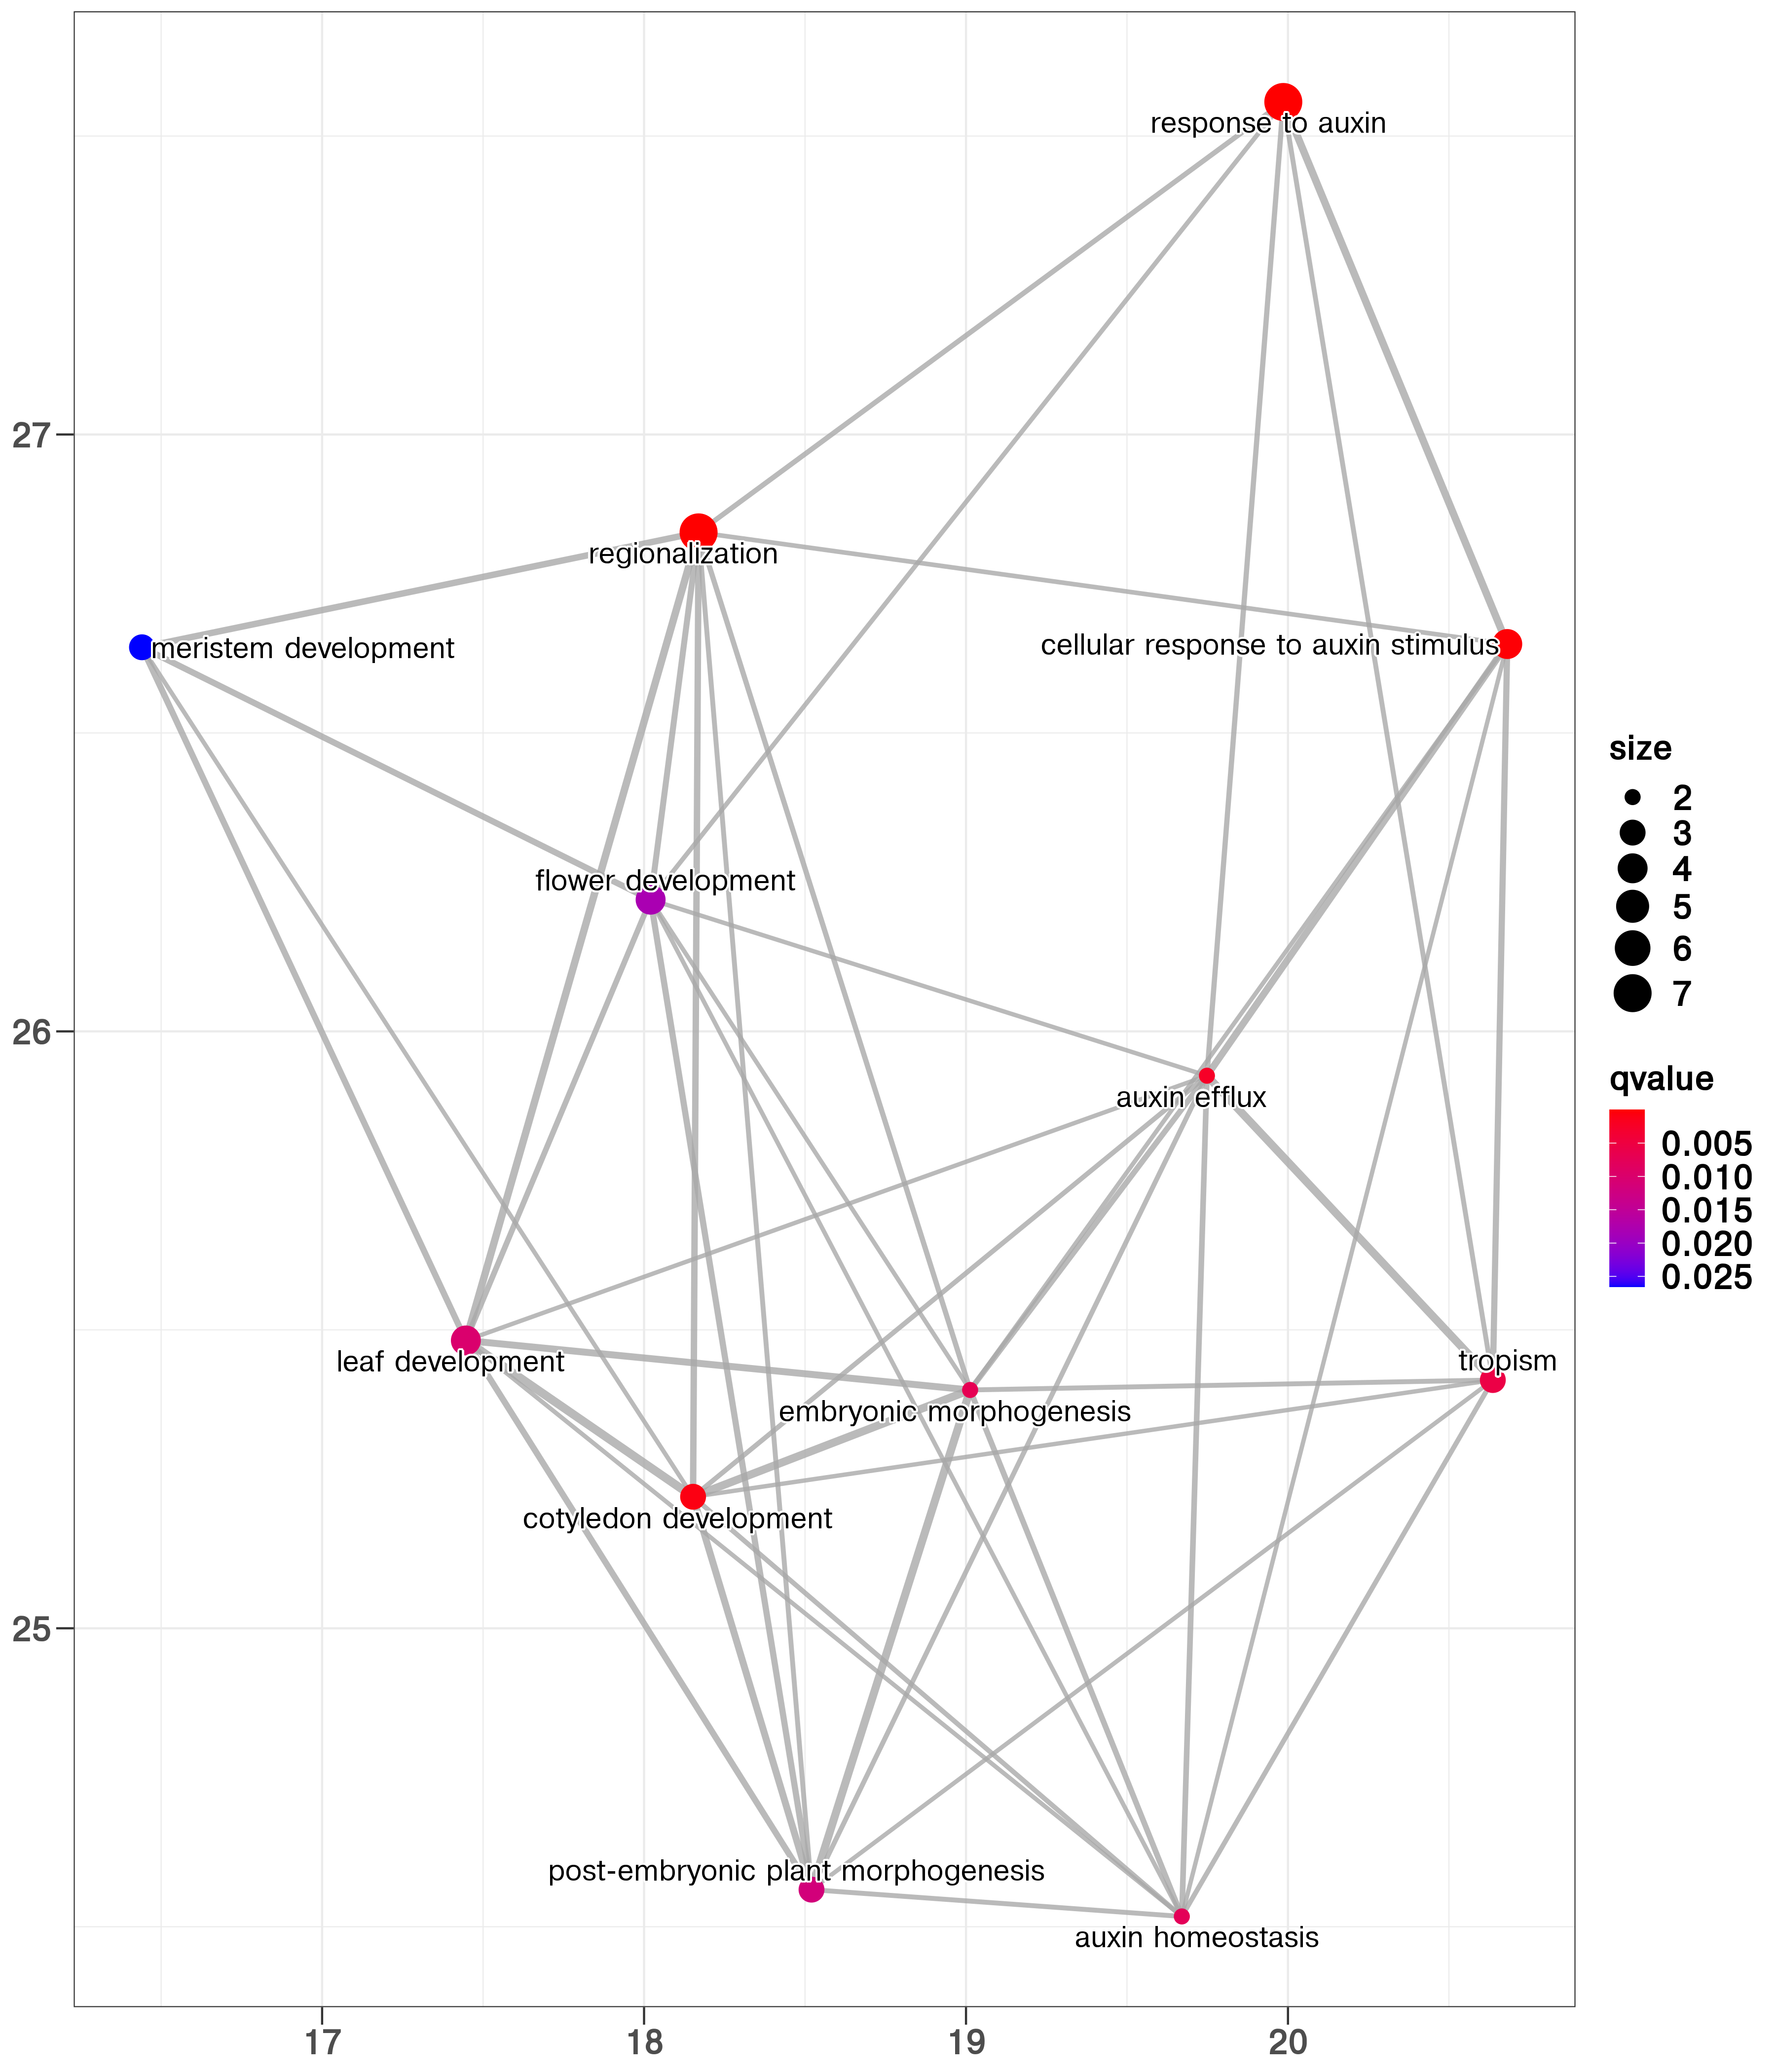 response to auxin
27
regionalization
meristem development
cellular response to auxin stimulus
size
2
3
4
5
6
7
flower development
26
auxin efflux
qvalue
0.005
0.010
0.015
0.020
0.025
leaf development
tropism
embryonic morphogenesis
cotyledon development
25
post-embryonic plant morphogenesis
auxin homeostasis
17
18
19
20